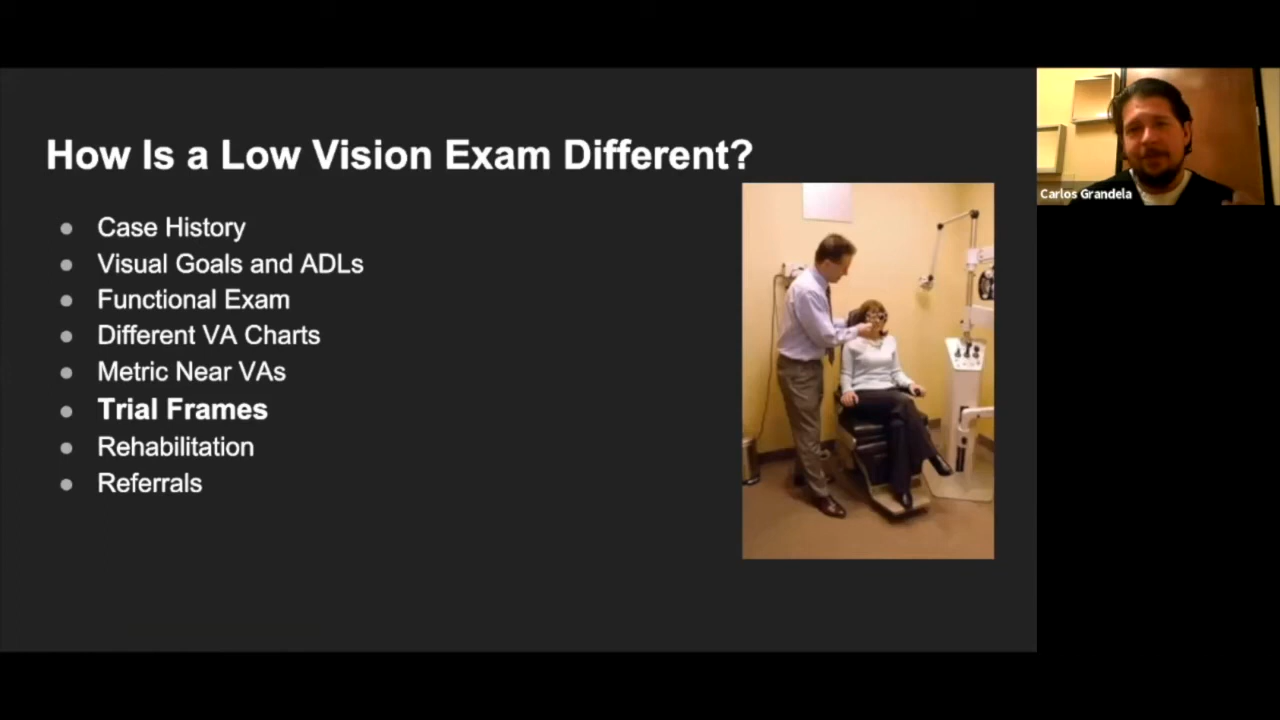 How Is a Low Vision Exam Different?
Case History
Visual Goals and ADLs
Functional Exam
Different VA Charts
Metric Near VAs
Trial Frames
Rehabilitation
Referrals
Carlos Grandela